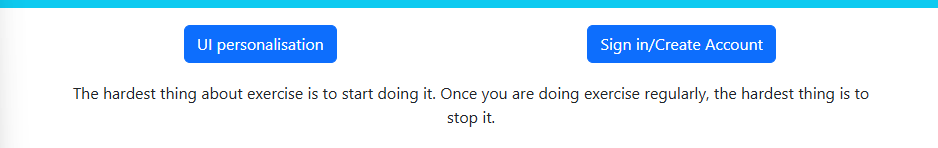 UI personalisation
Sign in/Create Account
The hardest thing about exercise is to start doing it. Once you are doing exercise regularly, the hardest thing is to
stop it.